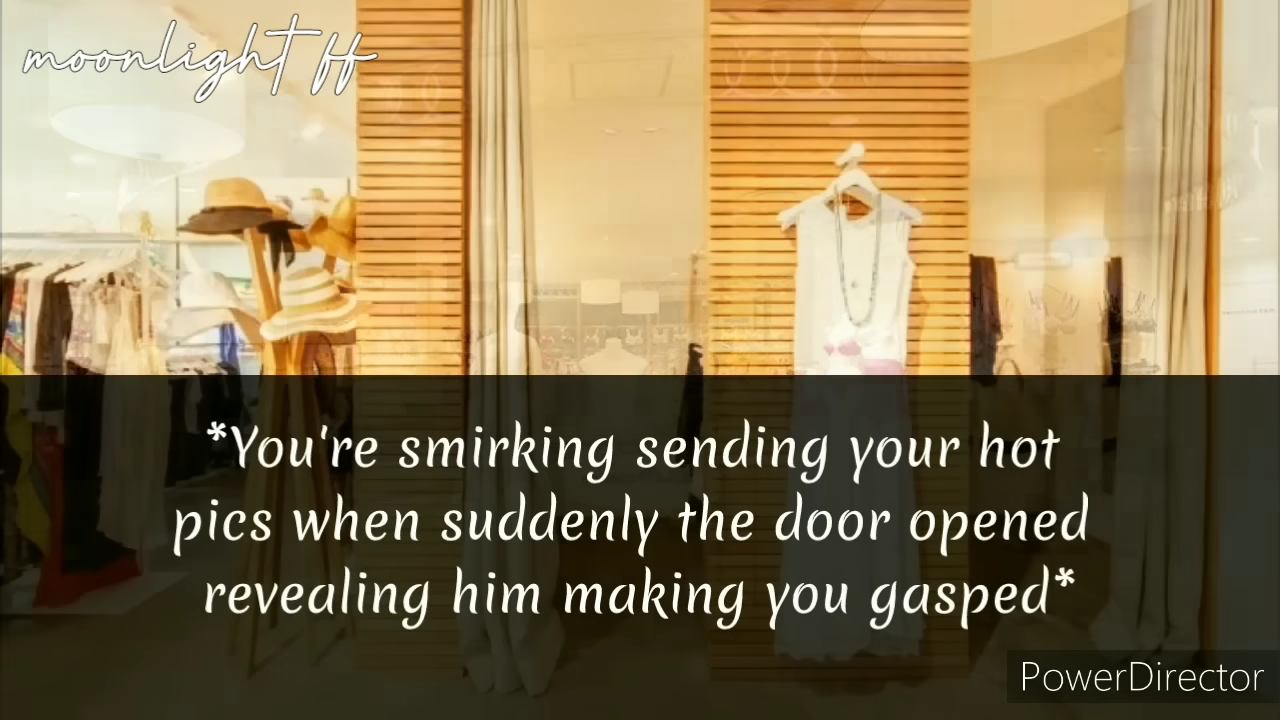 moonlight ff
*You're smirking sending your hot
pics when suddenly the door opened
revealing him making you gasped*
PowerDirector